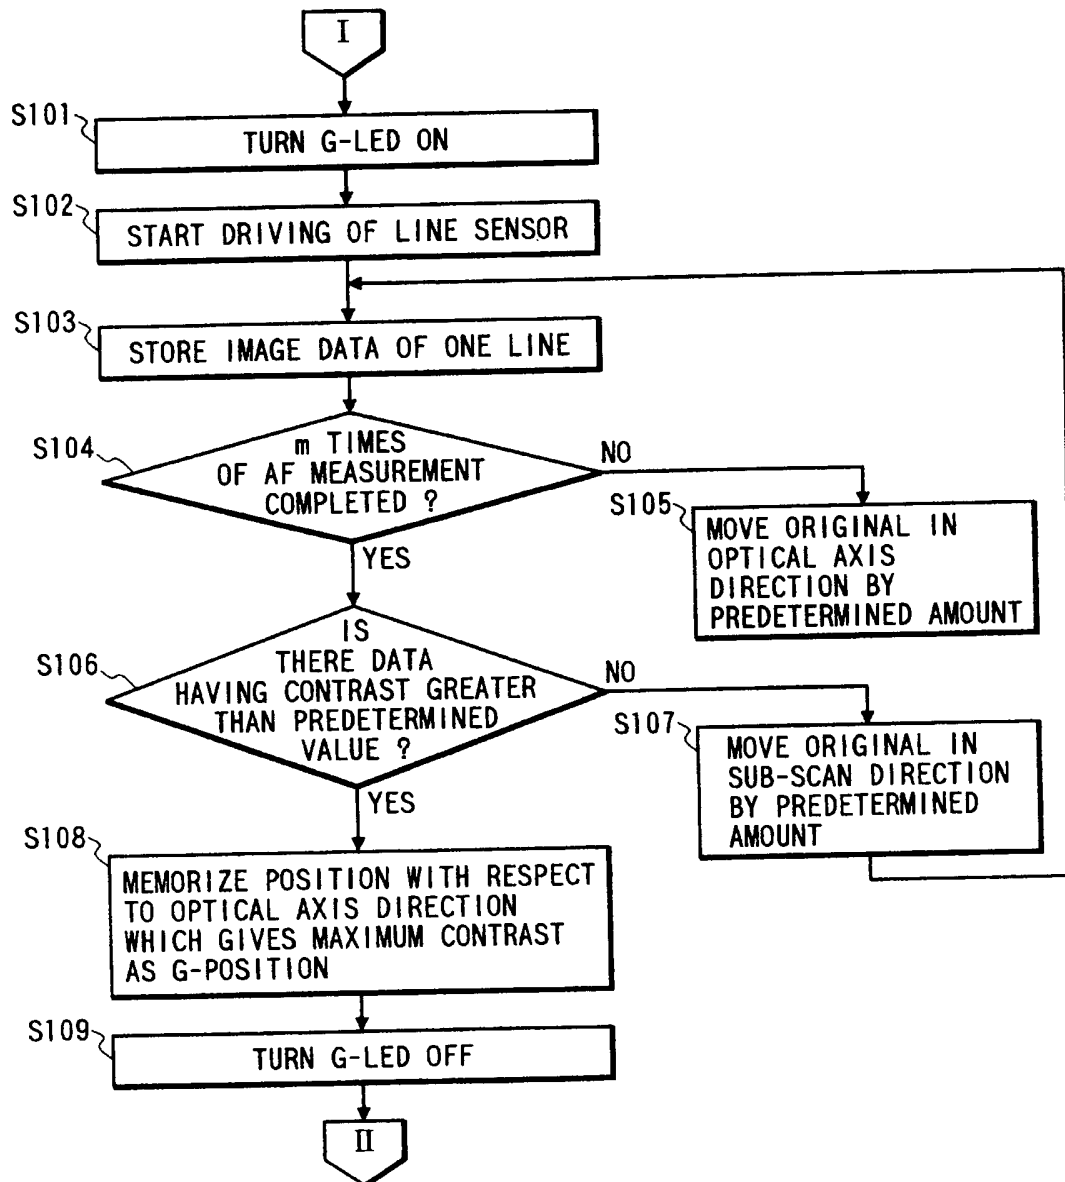 I
S101
TURN G-LED ON
S102
START DRIVING OF LINE SENSOR
S103
STORE IMAGE DATA OF ONE LINE
S104
m TIMES
OF AF MEASUREMENT
COMPLETED ?
NO
YES
S105
MOVE ORIGINAL IN
OPTICAL AXIS
DIRECTION BY
PREDETERMINED AMOUNT
S106
IS
THERE DATA
HAVING CONTRAST GREATER
THAN PREDETERMINED
VALUE ?
NO
YES
S107
MOVE ORIGINAL IN
SUB-SCAN DIRECTION
BY PREDETERMINED
AMOUNT
S108
MEMORIZE POSITION WITH RESPECT
TO OPTICAL AXIS DIRECTION
WHICH GIVES MAXIMUM CONTRAST
AS G-POSITION
S109
TURN G-LED OFF
II